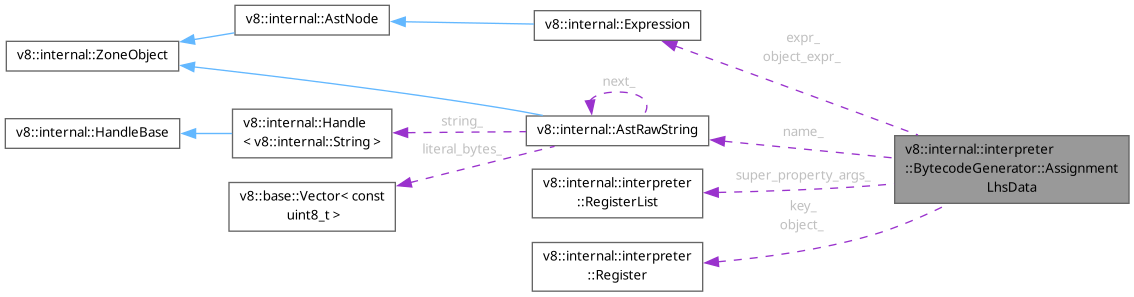 v8::internal::AstNode
v8::internal::Expression
expr_
object_expr_
v8::internal::ZoneObject
next_
v8::internal::HandleBase
v8::internal::Handle
< v8::internal::String >
string_
literal_bytes_
v8::internal::AstRawString
name_
v8::internal::interpreter
::BytecodeGenerator::Assignment
LhsData
v8::base::Vector< const
uint8_t >
v8::internal::interpreter
::RegisterList
super_property_args_
key_
object_
v8::internal::interpreter
::Register